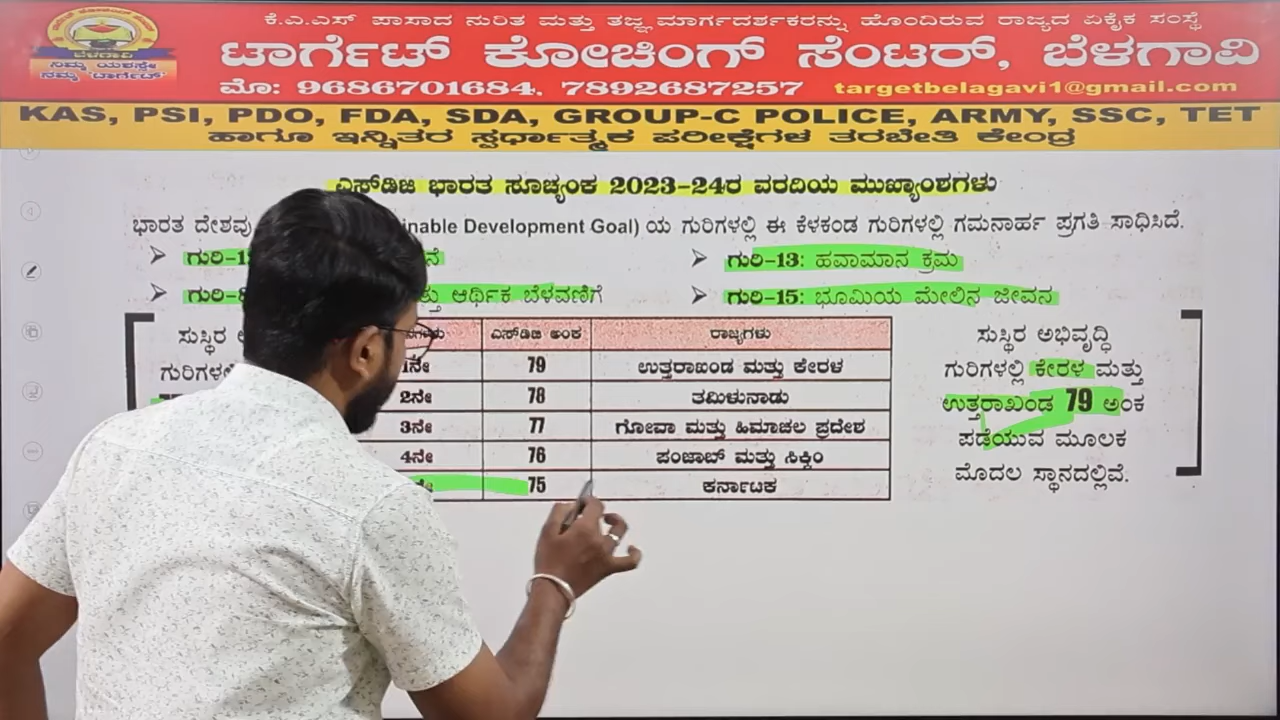 ಕೆ.ಎ.ಎಸ್ ಪಾಸಾದ ನುರಿತ ಮತ್ತು ತಜ್ಞ ಮಾರ್ಗದರ್ಶಕರನ್ನು ಹೊಂದಿರುವ ರಾಜ್ಯದ ಏಕೈಕ ಸಂಸ್ಥೆ
ಟಾರ್ಗೆಟ್ ಕೋಚಿಂಗ್ ಸೆಂಟರ್, ಬೆಳಗಾವಿ
ಬೆಳಗಾವಿ
ನಿಮ್ಮ ಯಶಸ್ಸೇ
ನಮ್ಮ 'ಟಾರ್ಗೆಟ್'
ಮೊ: 9686701684, 7892687257 targetbelagavi1@gmail.com
KAS, PSI, PDO, FDA, SDA, GROUP-C POLICE, ARMY, SSC, TET
ಹಾಗೂ ಇನ್ನಿತರ ಸ್ಪರ್ಧಾತ್ಮಕ ಪರೀಕ್ಷೆಗಳ ತರಬೇತಿ ಕೇಂದ್ರ
ಎಸ್‌ಡಿಜಿ ಭಾರತ ಸೂಚ್ಯಂಕ 2023-24ರ ವರದಿಯ ಮುಖ್ಯಾಂಶಗಳು
ಭಾರತ ದೇಶವು Development Goal) ಯ ಗುರಿಗಳಲ್ಲಿ ಈ ಕೆಳಕಂಡ ಗುರಿಗಳಲ್ಲಿ ಗಮನಾರ್ಹ ಪ್ರಗತಿ ಸಾಧಿಸಿದೆ.
➢ ಗುರಿ-1 ➢ ಗುರಿ-13: ಹವಾಮಾನ ಕ್ರಮ
➢ ಗುರಿ-8 ಆರ್ಥಿಕ ಬೆಳವಣಿಗೆ ➢ ಗುರಿ-15: ಭೂಮಿಯ ಮೇಲಿನ ಜೀವನ
ಸುಸ್ಥಿರ
ಗುರಿಗಳಲ್ಲಿ
ಎಸ್‌ಡಿಜಿ ಅಂಕ ರಾಜ್ಯಗಳು
1ನೇ 79 ಉತ್ತರಾಖಂಡ ಮತ್ತು ಕೇರಳ
2ನೇ 78 ತಮಿಳುನಾಡು
3ನೇ 77 ಗೋವಾ ಮತ್ತು ಹಿಮಾಚಲ ಪ್ರದೇಶ
4ನೇ 76 ಪಂಜಾಬ್ ಮತ್ತು ಸಿಕ್ಕಿಂ
75 ಕರ್ನಾಟಕ
ಸುಸ್ಥಿರ ಅಭಿವೃದ್ಧಿ
ಗುರಿಗಳಲ್ಲಿ ಕೇರಳ ಮತ್ತು
ಉತ್ತರಾಖಂಡ 79 ಅಂಕ
ಪಡೆಯುವ ಮೂಲಕ
ಮೊದಲ ಸ್ಥಾನದಲ್ಲಿವೆ.